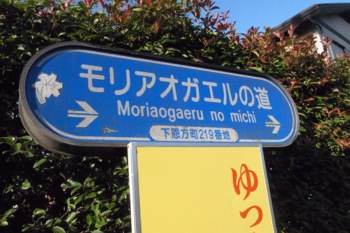 モリアオガエルの道
Moriaogaeru no michi
下恩方町219番地
ゆっ